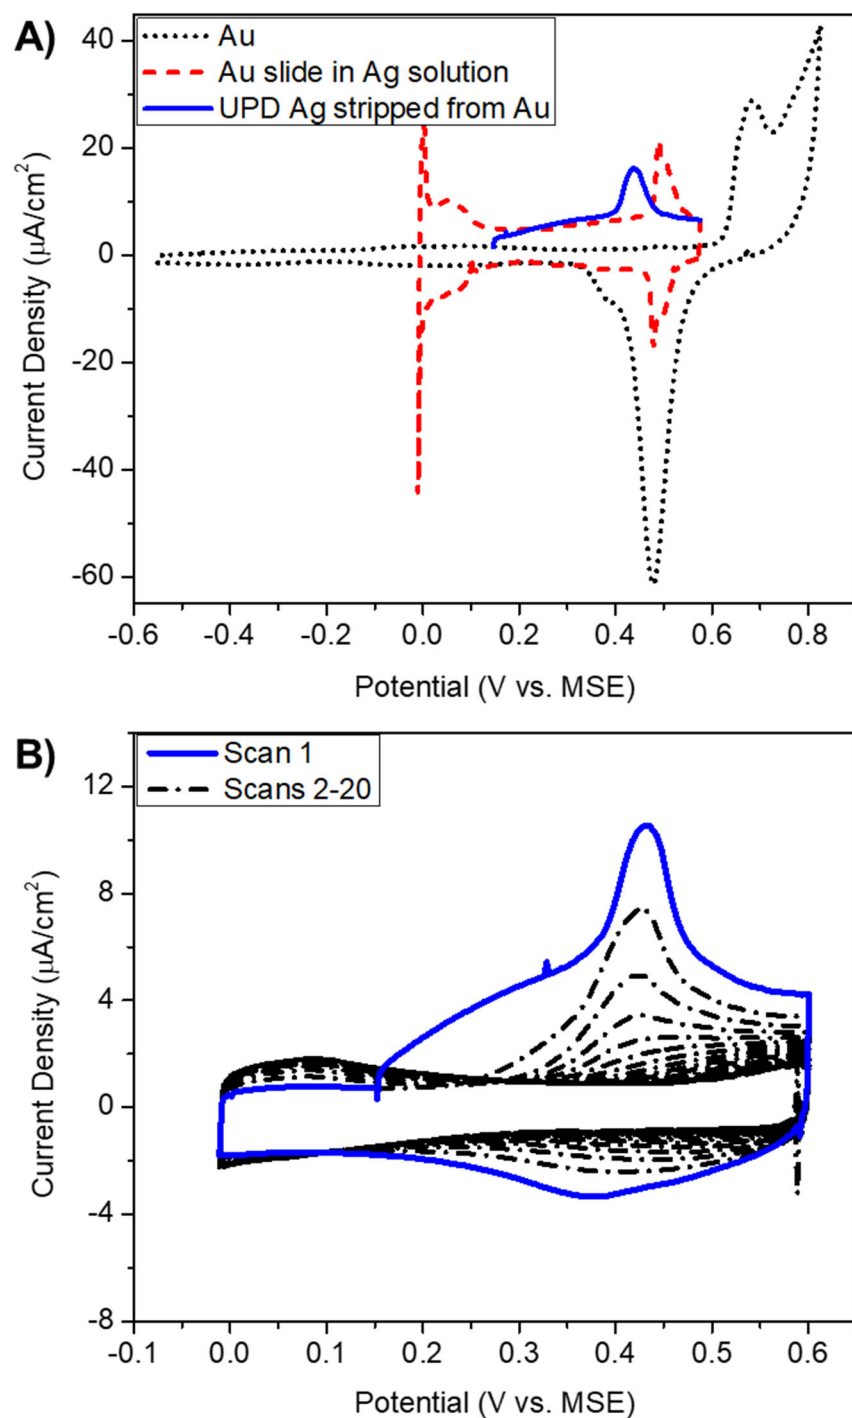 A)
Au
Au slide in Ag solution
UPD Ag stripped from Au
Current Density (µA/cm²)
40
20
0
-20
-40
-60
-0.6 -0.4 -0.2 0.0 0.2 0.4 0.6 0.8
Potential (V vs. MSE)
B)
Scan 1
Scans 2-20
Current Density (µA/cm²)
12
8
4
0
-4
-8
-0.1 0.0 0.1 0.2 0.3 0.4 0.5 0.6
Potential (V vs. MSE)